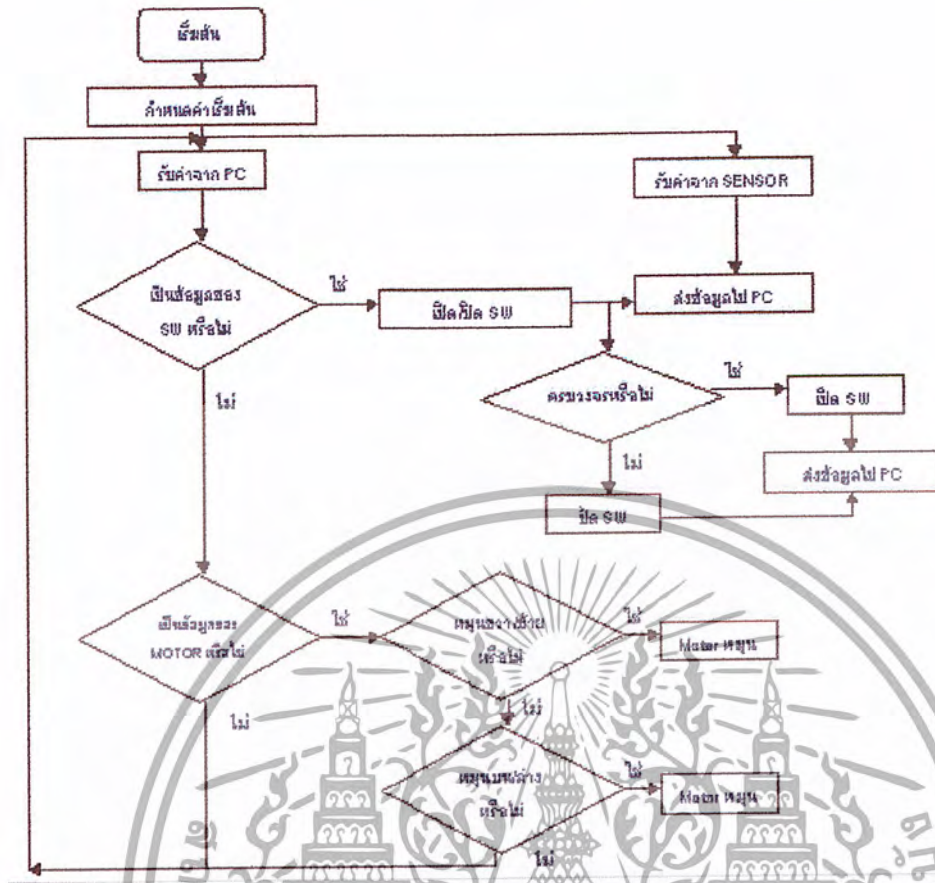 เริ่มต้น
กำหนดค่าเริ่มต้น
รับค่าจาก PC
รับค่าจาก SENSOR
เป็นข้อมูลของ
SW หรือไม่
ใช่
เปิด/ปิด SW
ส่งข้อมูลไป PC
ไม่
ครบวงจรหรือไม่
ใช่
เปิด SW
ไม่
ส่งข้อมูลไป PC
ปิด SW
เป็นข้อมูลของ
MOTOR หรือไม่
ใช่
หมุนขวา/ซ้าย
หรือไม่
ใช่
Motor หมุน
ไม่
ไม่
หมุนบน/ล่าง
หรือไม่
ใช่
Motor หมุน
ไม่